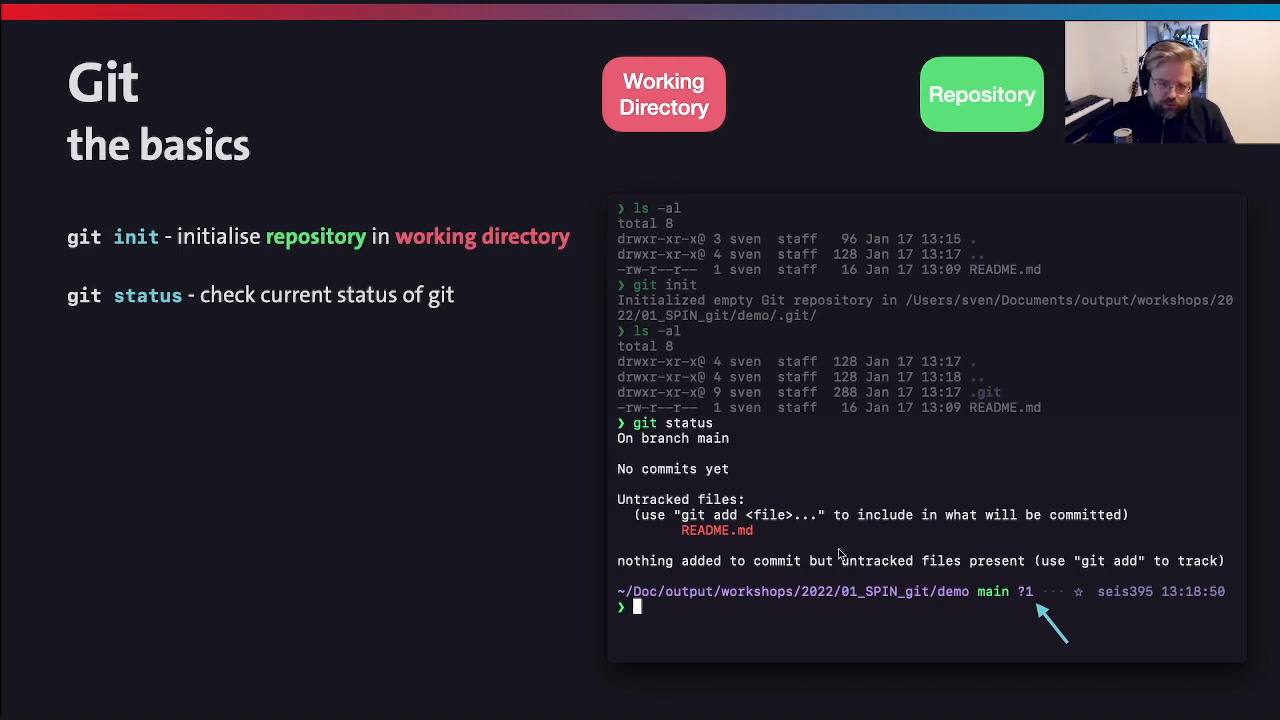 Git
the basics
Working
Directory
Repository
git init - initialise repository in working directory
git status - check current status of git
❯ ls -al
total 8
drwxr-xr-x@ 3 sven  staff   96 Jan 17 13:15 .
drwxr-xr-x@ 4 sven  staff  128 Jan 17 13:17 ..
-rw-r--r--  1 sven  staff   16 Jan 17 13:09 README.md
❯ git init
Initialized empty Git repository in /Users/sven/Documents/output/workshops/20
22/01_SPIN_git/demo/.git/
❯ ls -al
total 8
drwxr-xr-x@ 4 sven  staff  128 Jan 17 13:17 .
drwxr-xr-x@ 4 sven  staff  128 Jan 17 13:18 ..
drwxr-xr-x@ 9 sven  staff  288 Jan 17 13:17 .git
-rw-r--r--  1 sven  staff   16 Jan 17 13:09 README.md
❯ git status
On branch main
No commits yet
Untracked files:
(use "git add <file>..." to include in what will be committed)
README.md
nothing added to commit but untracked files present (use "git add" to track)
~/Doc/output/workshops/2022/01_SPIN_git/demo main ?1 ··· ☆ seis395 13:18:50
❯